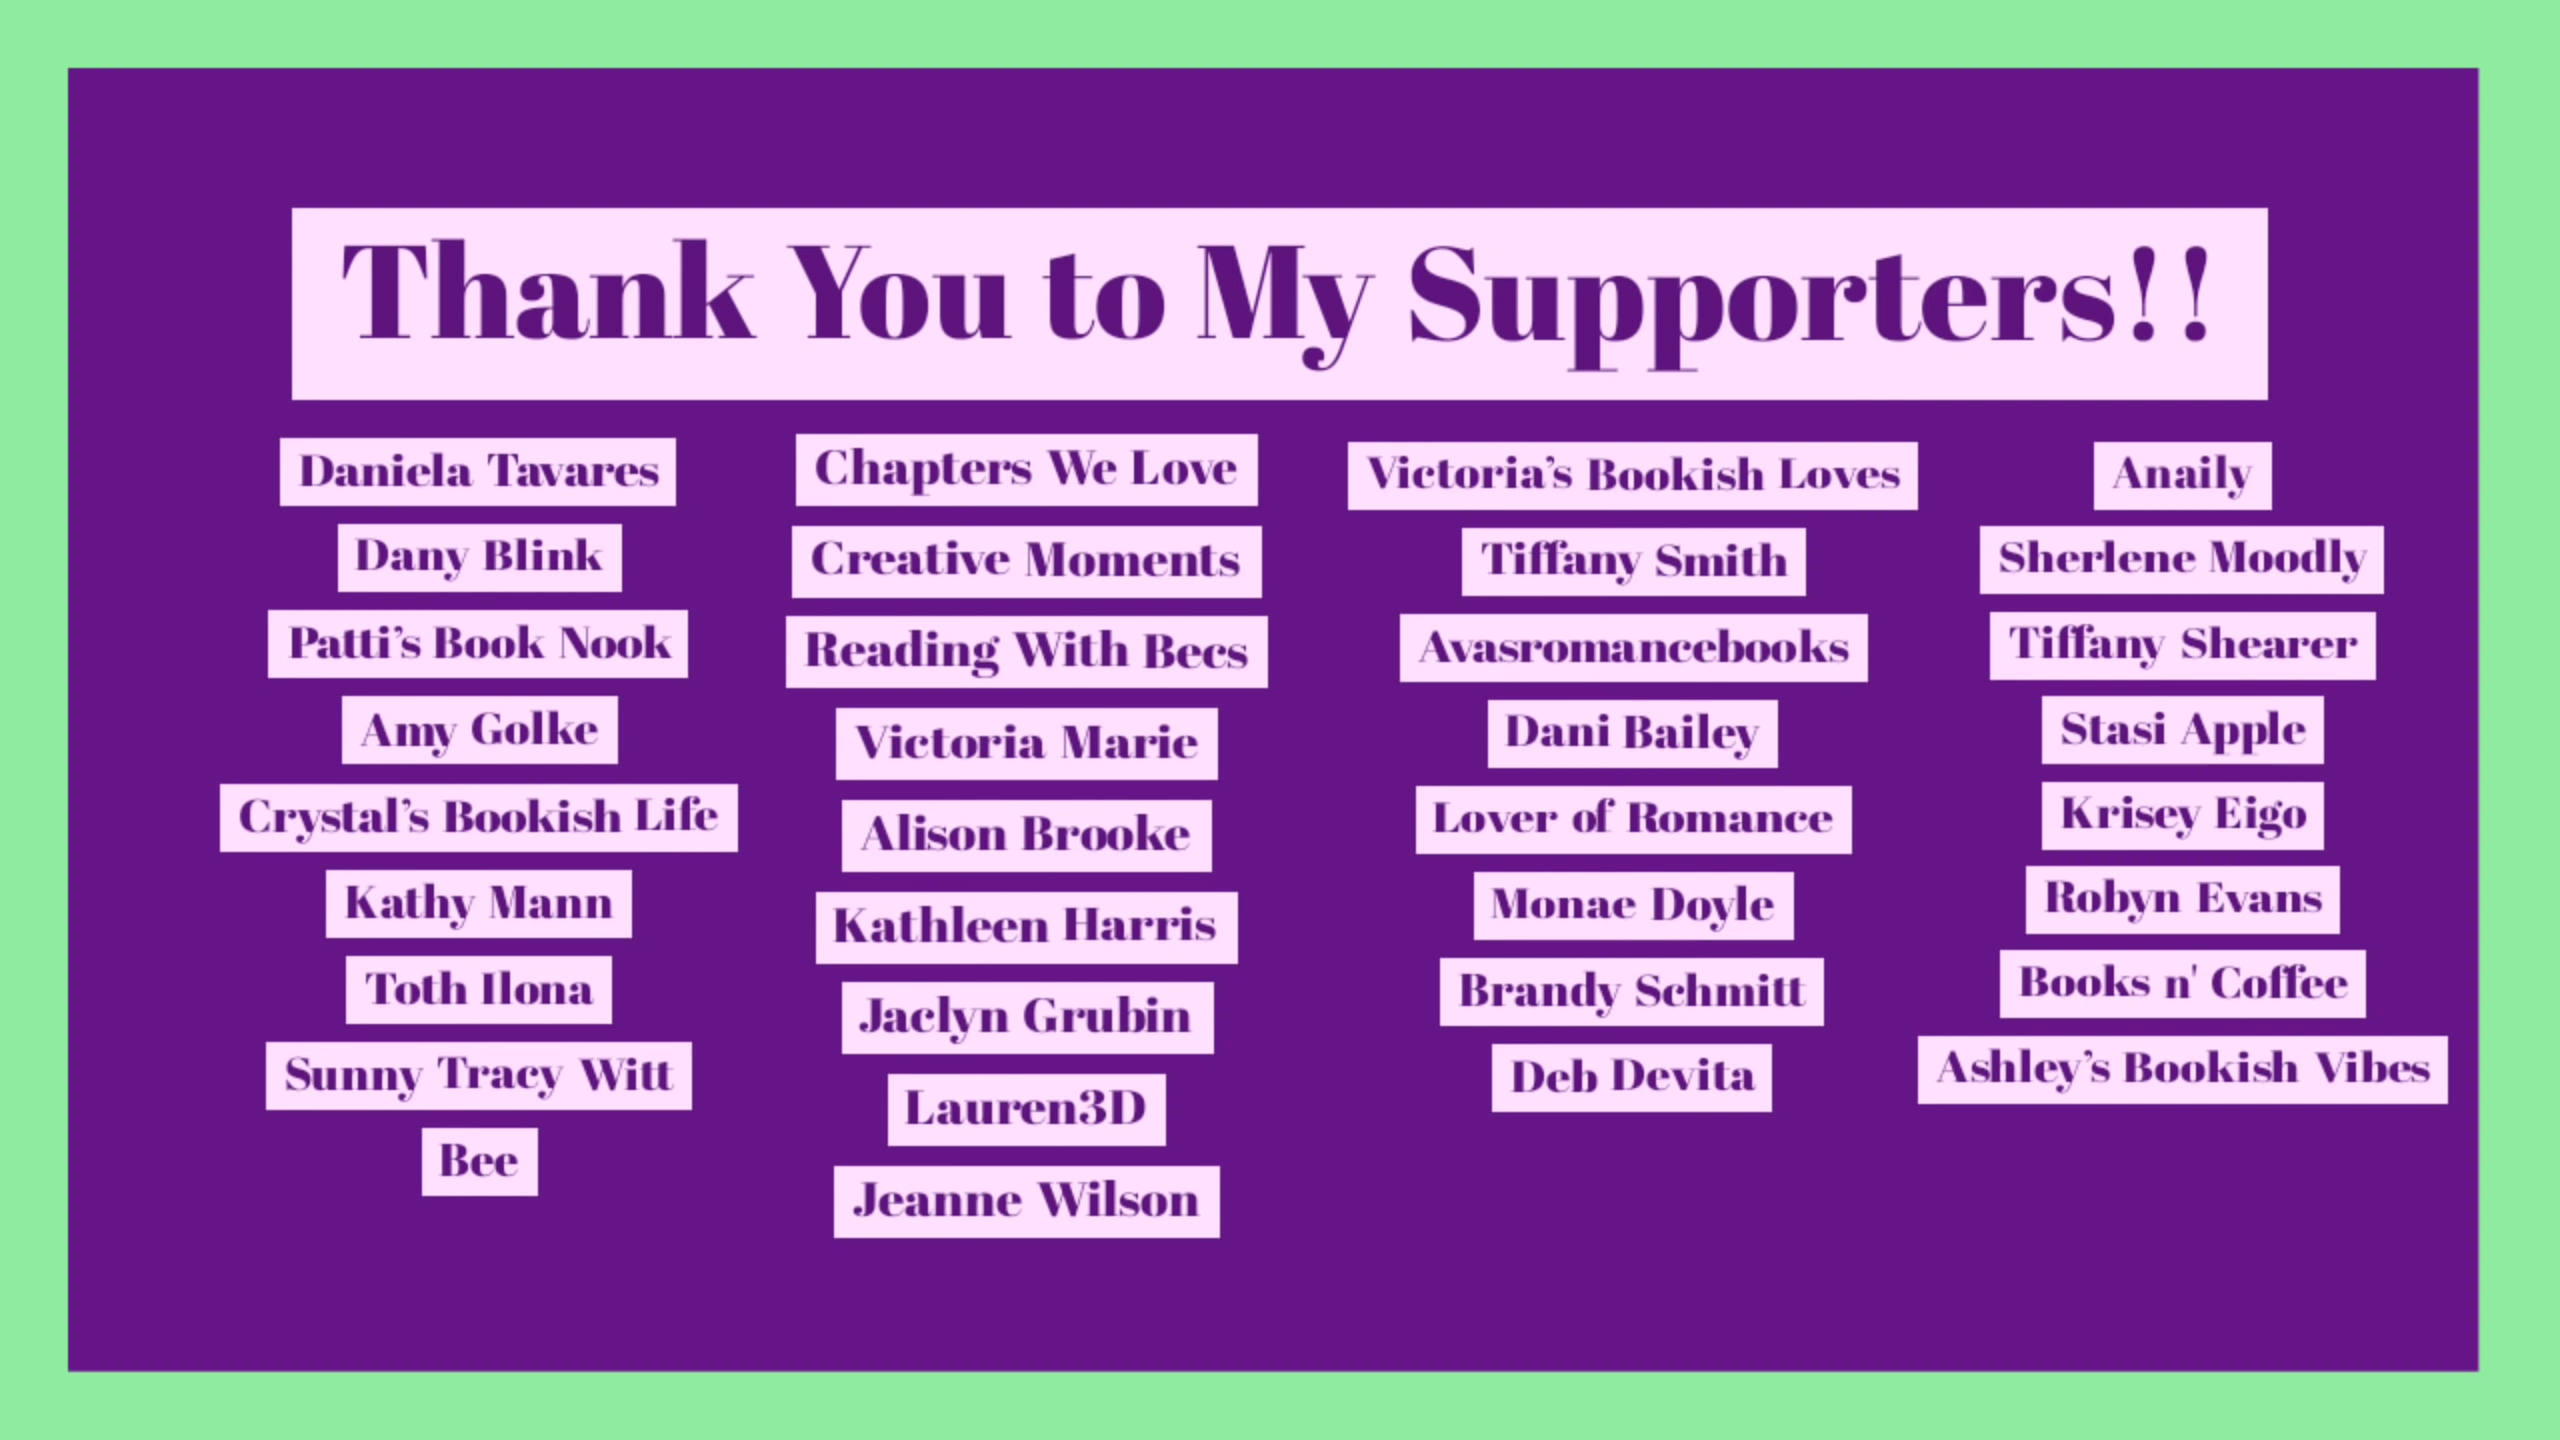 Thank You to My Supporters!!
Daniela Tavares
Dany Blink
Patti’s Book Nook
Amy Golke
Crystal’s Bookish Life
Kathy Mann
Toth Ilona
Sunny Tracy Witt
Bee
Chapters We Love
Creative Moments
Reading With Becs
Victoria Marie
Alison Brooke
Kathleen Harris
Jaclyn Grubin
Lauren3D
Jeanne Wilson
Victoria’s Bookish Loves
Tiffany Smith
Avasromancebooks
Dani Bailey
Lover of Romance
Monae Doyle
Brandy Schmitt
Deb Devita
Anaily
Sherlene Moodly
Tiffany Shearer
Stasi Apple
Krisey Eigo
Robyn Evans
Books n' Coffee
Ashley’s Bookish Vibes